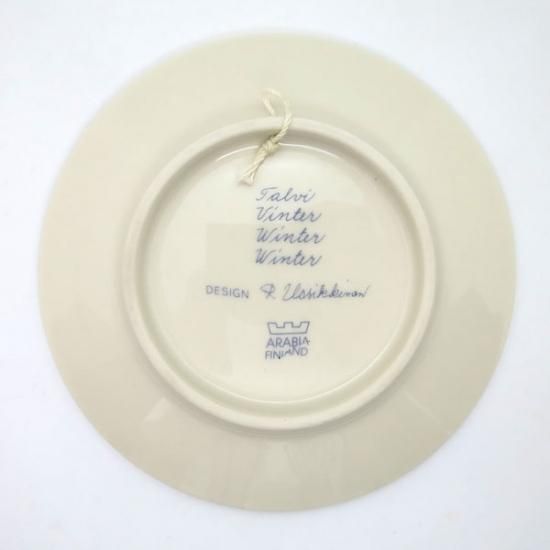 Talvi
Vinter
Winter
Winter
DESIGN R. Uosikkinen
ARABIA
FINLAND